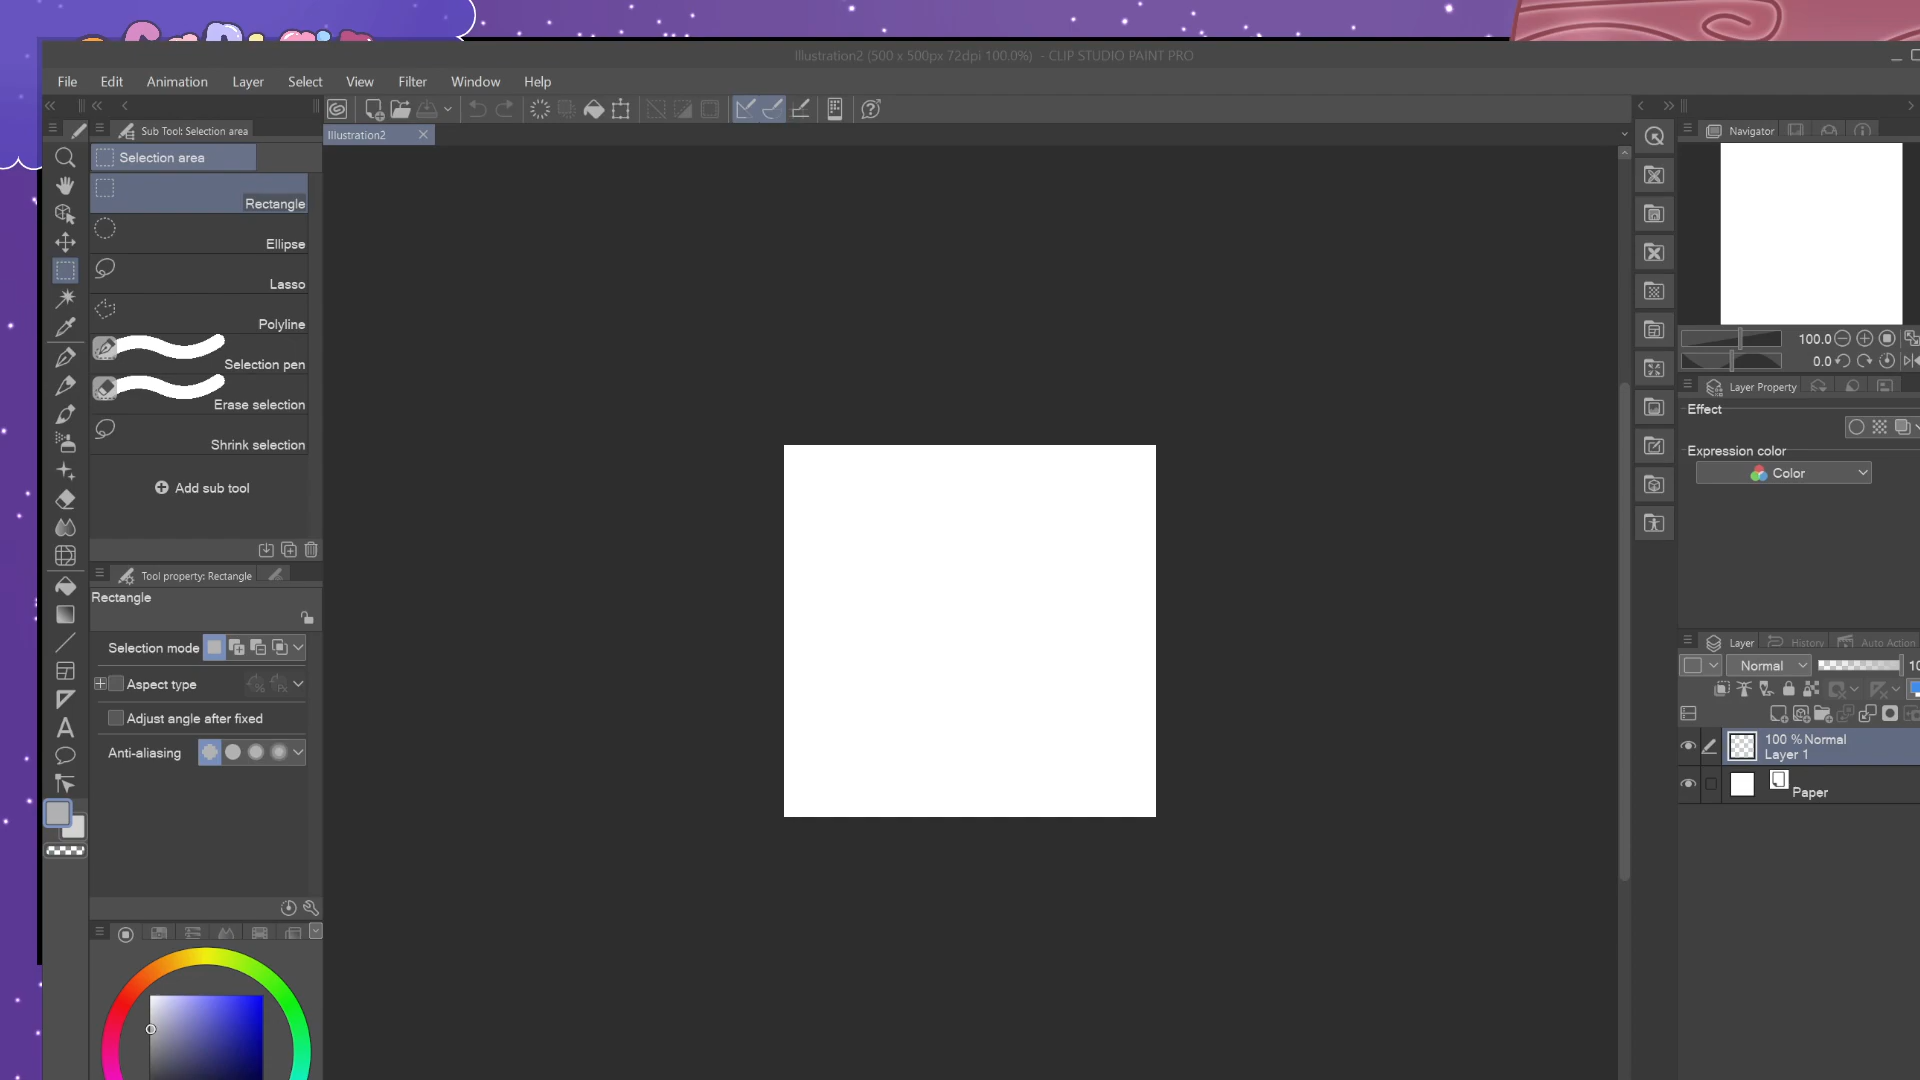 Illustration2 (500 x 500px 72dpi 100.0%) - CLIP STUDIO PAINT PRO
File Edit Animation Layer Select View Filter Window Help
Sub Tool: Selection area
Illustration2
Navigator
Selection area
Rectangle
Ellipse
Lasso
Polyline
Selection pen
Erase selection
Shrink selection
Add sub tool
Tool property: Rectangle
Rectangle
Selection mode
Aspect type
Adjust angle after fixed
Anti-aliasing
100.0
0.0
Layer Property
Effect
Expression color
Color
Layer History Auto Action
Normal
100 % Normal
Layer 1
Paper